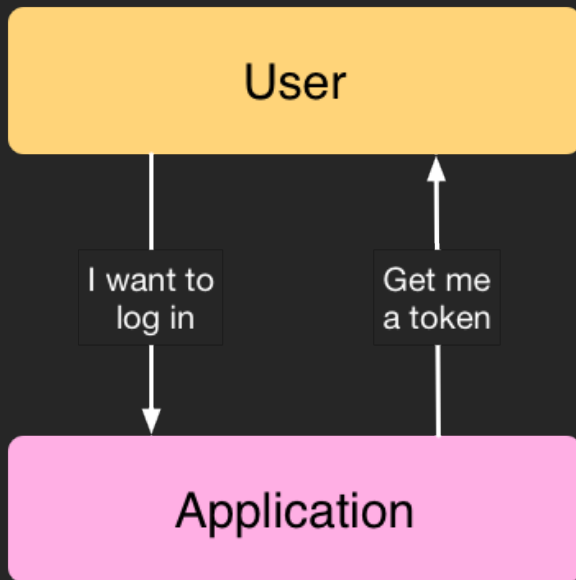 User
I want to
log in
Get me
a token
Application